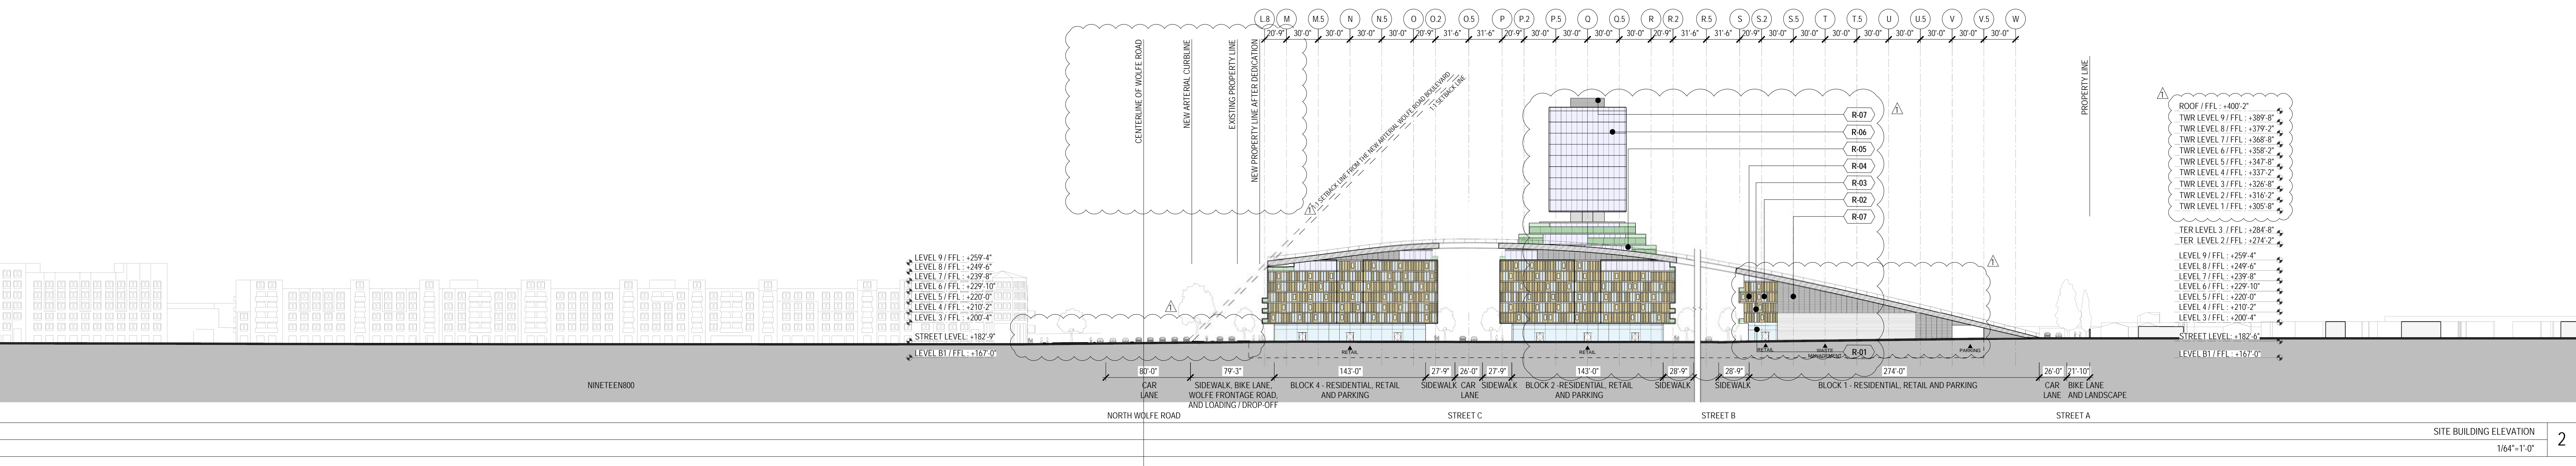 L.8 M M.5 N N.5 O O.2 O.5 P P.2 P.5 Q Q.5 R R.2 R.5 S S.2 S.5 T T.5 U U.5 V V.5 W
20'-9" 30'-0" 30'-0" 30'-0" 30'-0" 20'-9" 31'-6" 31'-6" 20'-9" 30'-0" 30'-0" 30'-0" 30'-0" 20'-9" 31'-6" 31'-6" 20'-9" 30'-0" 30'-0" 30'-0" 30'-0" 30'-0" 30'-0" 30'-0" 30'-0"
CENTERLINE OF WOLFE ROAD
NEW ARTERIAL CURBLINE
EXISTING PROPERTY LINE
NEW PROPERTY LINE AFTER DEDICATION
1:1 SETBACK LINE FROM THE NEW ARTERIAL WOLFE ROAD BOULEVARD
1:1 SETBACK LINE
PROPERTY LINE
R-07
R-06
R-05
R-04
R-03
R-02
R-07
R-01
1
1
1
1
1
ROOF / FFL : +400'-2"
TWR LEVEL 9 / FFL : +389'-8"
TWR LEVEL 8 / FFL : +379'-2"
TWR LEVEL 7 / FFL : +368'-8"
TWR LEVEL 6 / FFL : +358'-2"
TWR LEVEL 5 / FFL : +347'-8"
TWR LEVEL 4 / FFL : +337'-2"
TWR LEVEL 3 / FFL : +326'-8"
TWR LEVEL 2 / FFL : +316'-2"
TWR LEVEL 1 / FFL : +305'-8"
TER LEVEL 3 / FFL : +284'-8"
TER LEVEL 2 / FFL : +274'-2"
LEVEL 9 / FFL : +259'-4"
LEVEL 8 / FFL : +249'-6"
LEVEL 7 / FFL : +239'-8"
LEVEL 6 / FFL : +229'-10"
LEVEL 5 / FFL : +220'-0"
LEVEL 4 / FFL : +210'-2"
LEVEL 3 / FFL : +200'-4"
STREET LEVEL: +182'-6"
LEVEL B1/ FFL : +167'-0"
LEVEL 9 / FFL : +259'-4"
LEVEL 8 / FFL : +249'-6"
LEVEL 7 / FFL : +239'-8"
LEVEL 6 / FFL : +229'-10"
LEVEL 5 / FFL : +220'-0"
LEVEL 4 / FFL : +210'-2"
LEVEL 3 / FFL : +200'-4"
STREET LEVEL: +182'-9"
LEVEL B1 / FFL : +167'-0"
RETAIL
RETAIL
RETAIL
WASTE
MANAGEMENT
PARKING
80'-0" 79'-3" 143'-0" 27'-9" 26'-0" 27'-9" 143'-0" 28'-9" 28'-9" 274'-0" 26'-0" 21'-10"
NINETEEN800
CAR
LANE
SIDEWALK, BIKE LANE,
WOLFE FRONTAGE ROAD,
AND LOADING / DROP-OFF
BLOCK 4 - RESIDENTIAL, RETAIL
AND PARKING
SIDEWALK
CAR
LANE
SIDEWALK
BLOCK 2 -RESIDENTIAL, RETAIL
AND PARKING
SIDEWALK
SIDEWALK
BLOCK 1 - RESIDENTIAL, RETAIL AND PARKING
CAR
LANE
BIKE LANE
AND LANDSCAPE
NORTH WOLFE ROAD
STREET C
STREET B
STREET A
SITE BUILDING ELEVATION
1/64"=1'-0"
2